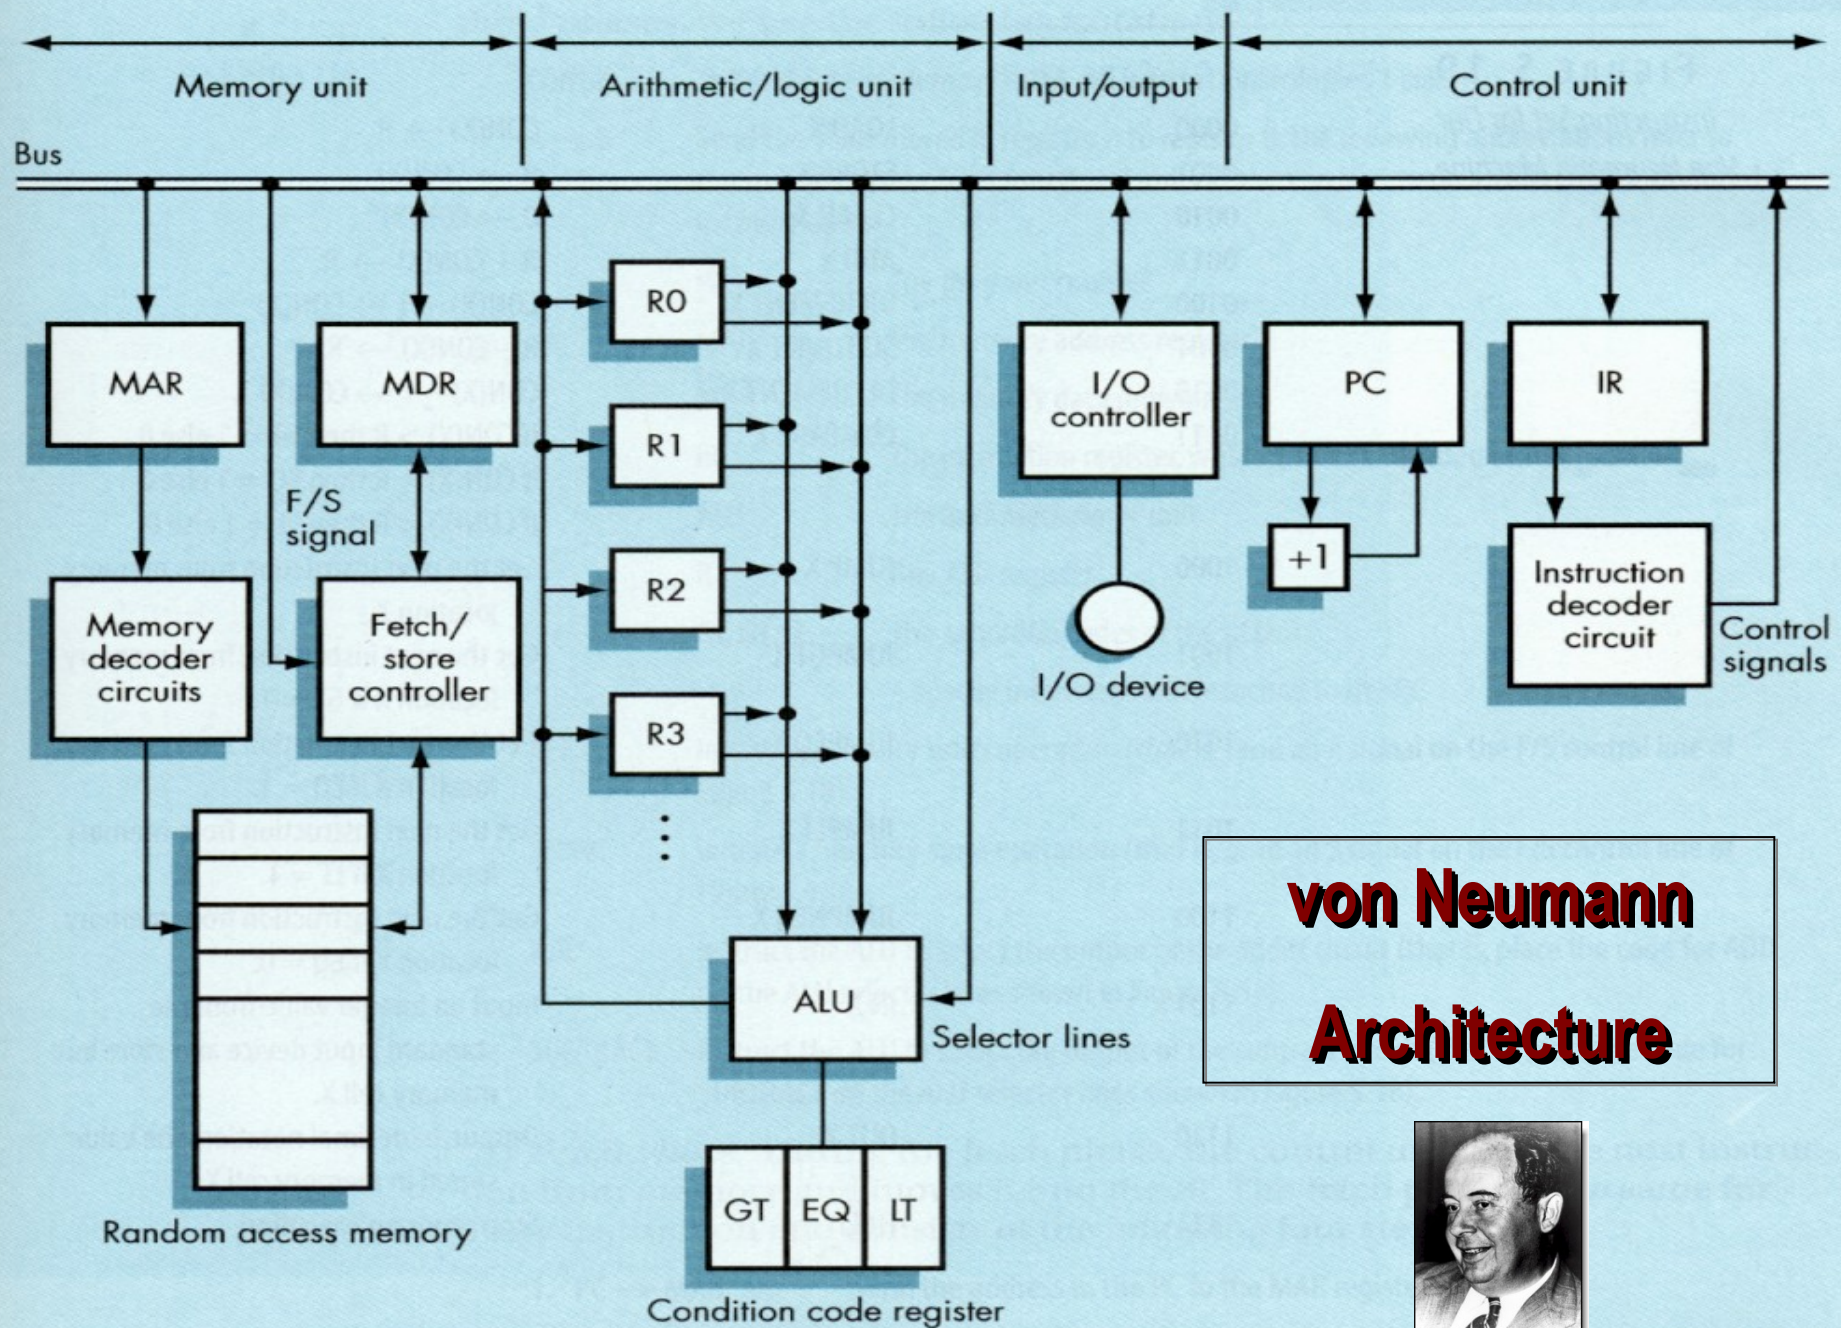 Memory unit
Arithmetic/logic unit
Input/output
Control unit
Bus
MAR
MDR
F/S
signal
Memory
decoder
circuits
Fetch/
store
controller
Random access memory
R0
R1
R2
R3
ALU
Selector lines
GT EQ LT
Condition code register
I/O
controller
I/O device
PC
+1
IR
Instruction
decoder
circuit
Control
signals
von Neumann
Architecture